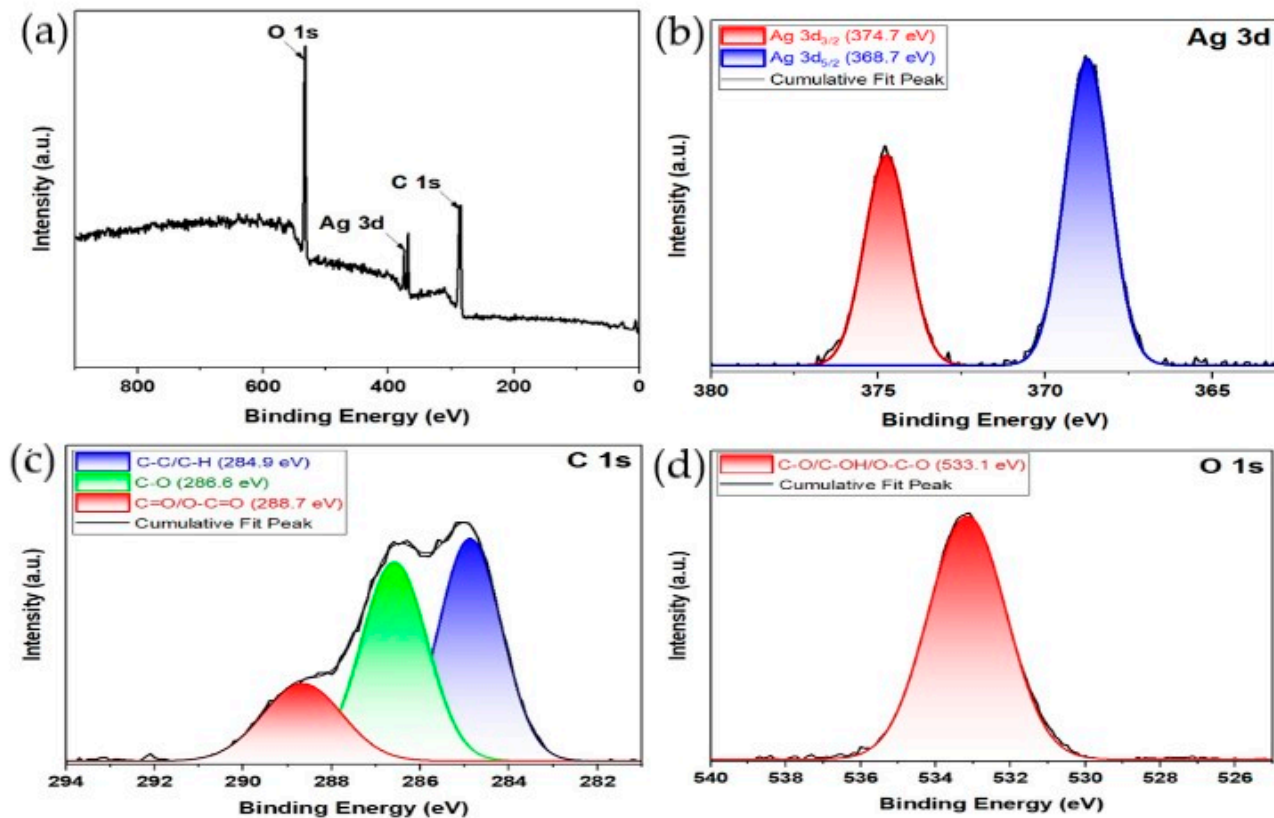 (a)
O 1s
Ag 3d
C 1s
Intensity (a.u.)
800
600
400
200
0
Binding Energy (eV)
(b)
Ag 3d₃/₂ (374.7 eV)
Ag 3d₅/₂ (368.7 eV)
Cumulative Fit Peak
Ag 3d
Intensity (a.u.)
380
375
370
365
Binding Energy (eV)
(c)
C-C/C-H (284.9 eV)
C-O (286.6 eV)
C=O/O-C=O (288.7 eV)
Cumulative Fit Peak
C 1s
Intensity (a.u.)
294
292
290
288
286
284
282
Binding Energy (eV)
(d)
C-O/C-OH/O-C-O (533.1 eV)
Cumulative Fit Peak
O 1s
Intensity (a.u.)
540
538
536
534
532
530
528
526
Binding Energy (eV)